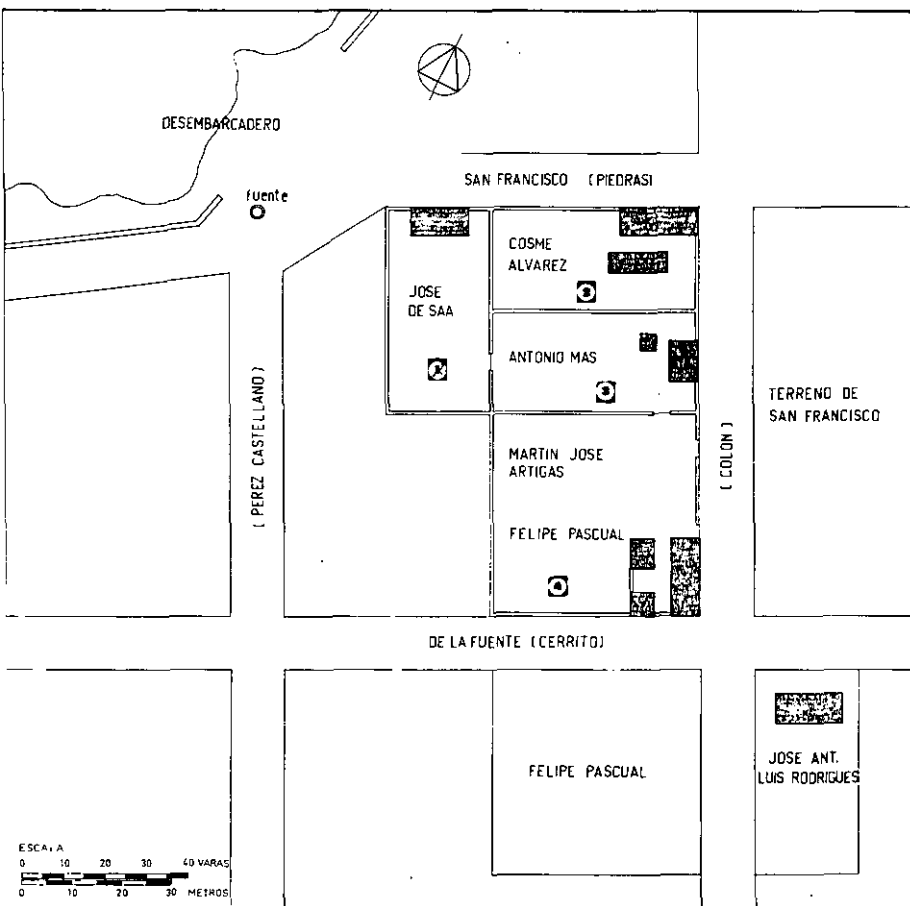 DESEMBARCADERO
fuente
SAN FRANCISCO (PIEDRAS)
COSME
ALVAREZ
JOSE
DE SAA
ANTONIO MAS
3
TERRENO DE
SAN FRANCISCO
( PEREZ CASTELLANO )
( COLON )
MARTIN JOSE
ARTIGAS
FELIPE PASCUAL
4
DE LA FUENTE (CERRITO)
FELIPE PASCUAL
JOSE ANT.
LUIS RODRIGUES
ESCALA
0 10 20 30 40 VARAS
0 10 20 30 METROS